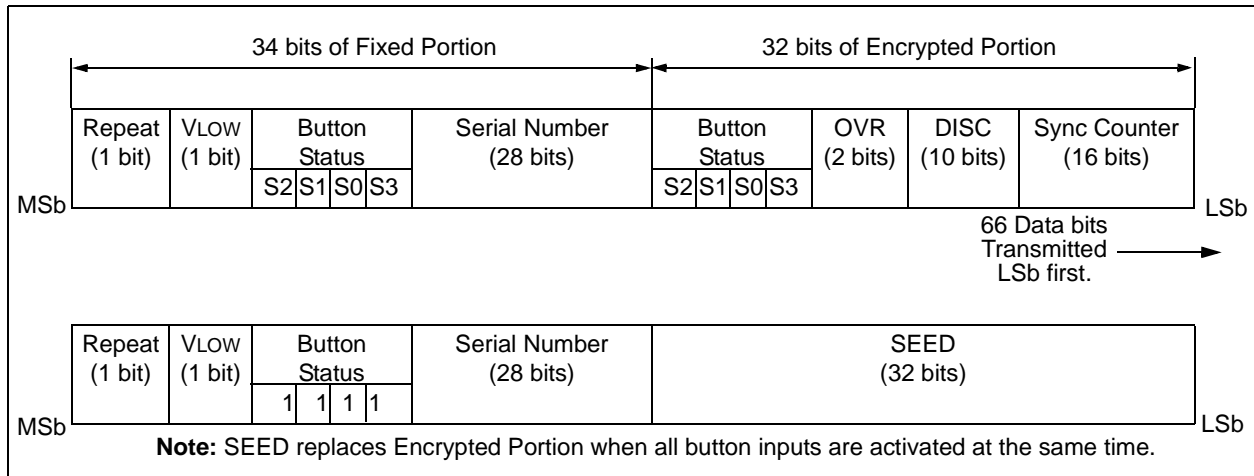 34 bits of Fixed Portion 32 bits of Encrypted Portion
Repeat VLOW Button Serial Number Button OVR DISC Sync Counter
(1 bit) (1 bit) Status (28 bits) Status (2 bits) (10 bits) (16 bits)
S2 S1 S0 S3 S2 S1 S0 S3
MSb LSb
66 Data bits
Transmitted
LSb first.
Repeat VLOW Button Serial Number SEED
(1 bit) (1 bit) Status (28 bits) (32 bits)
1 1 1 1
MSb LSb
Note: SEED replaces Encrypted Portion when all button inputs are activated at the same time.